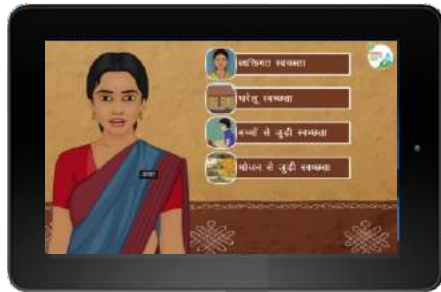 व्यक्तिगत स्वच्छता
घरेलू स्वच्छता
बच्चों से जुड़ी स्वच्छता
भोजन से जुड़ी स्वच्छता